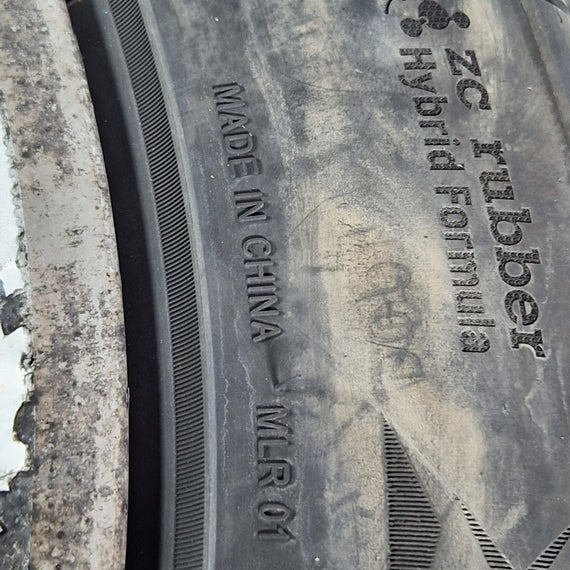 ZC rubber
Hybrid Formula
MADE IN CHINA
MLR 01